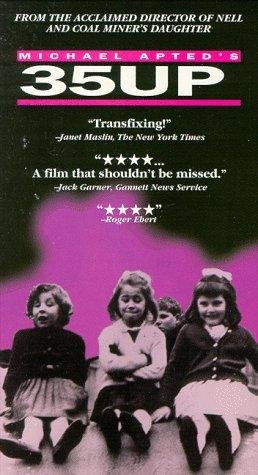 FROM THE ACCLAIMED DIRECTOR OF NELL
AND COAL MINER'S DAUGHTER
MICHAEL APTED'S
35UP
“Transfixing!”
–Janet Maslin, The New York Times
“★★★★...
A film that shouldn't be missed.”
–Jack Garner, Gannett News Service
“★★★★”
–Roger Ebert